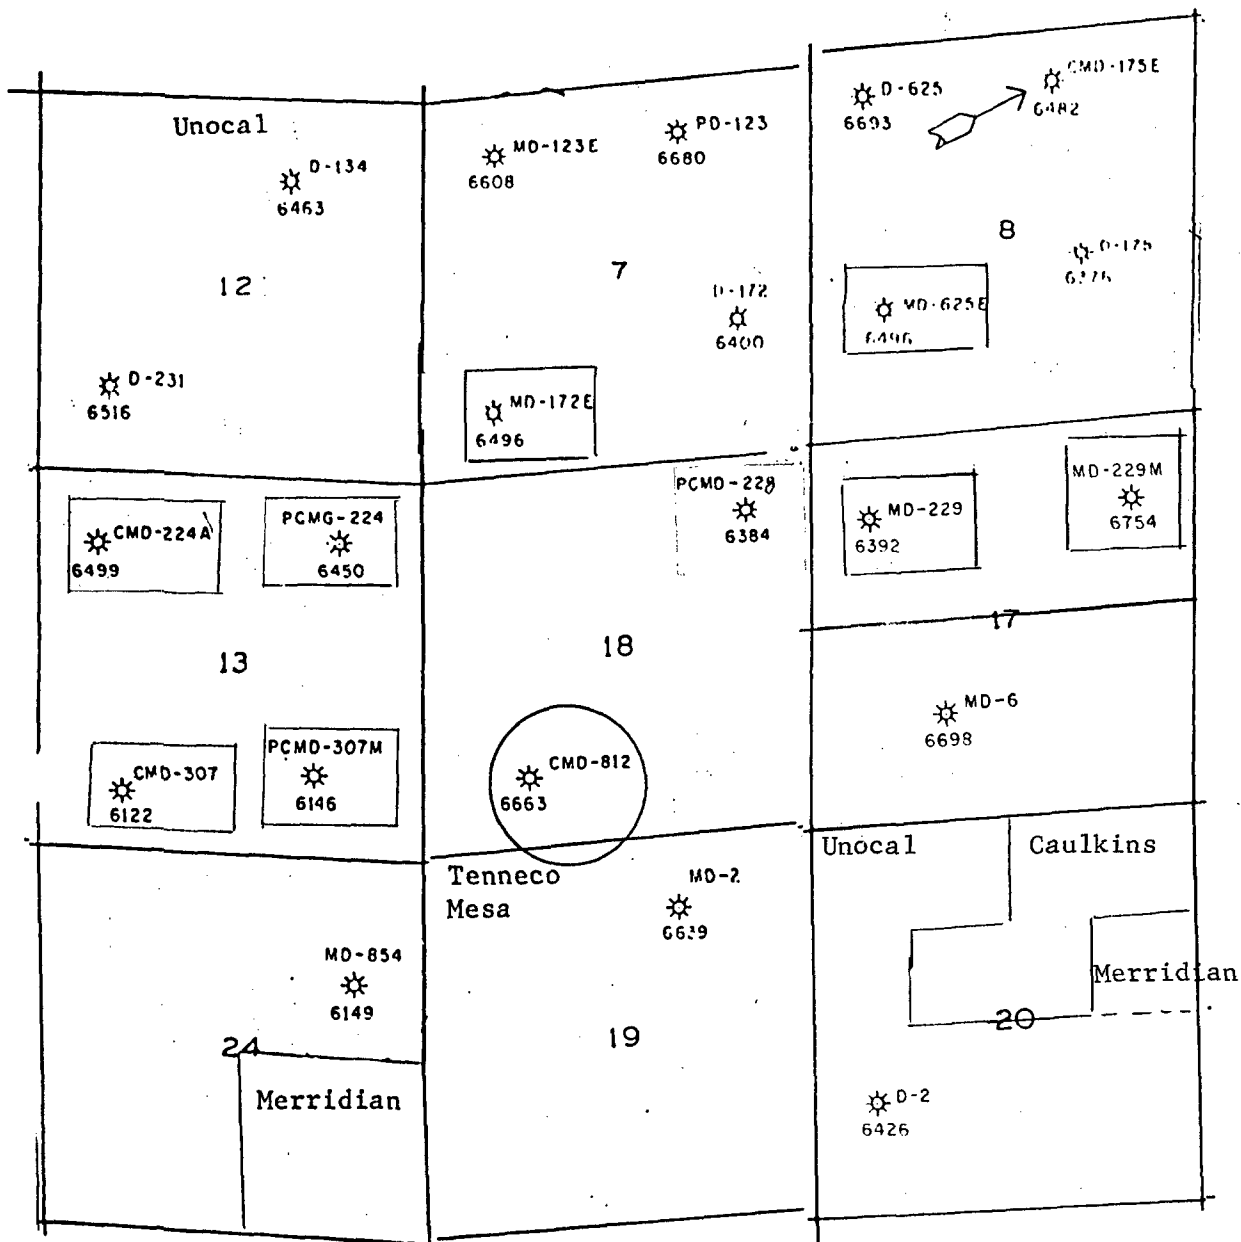 Unocal
D-134
6463
12
D-231
6516
MD-123E
6608
PD-123
6680
7
D-172
6400
MD-172E
6496
D-625
6693
CMD-175E
6482
8
D-175
6376
MD-625E
6496
CMD-224A
6499
PCMG-224
6450
13
CMD-307
6122
PCMD-307M
6146
PCMD-228
6384
18
CMD-812
6663
MD-229
6392
MD-229M
6754
17
MD-6
6698
MD-854
6149
24
Merridian
Tenneco
Mesa
MD-2
6639
19
Unocal
Caulkins
Merridian
20
D-2
6426